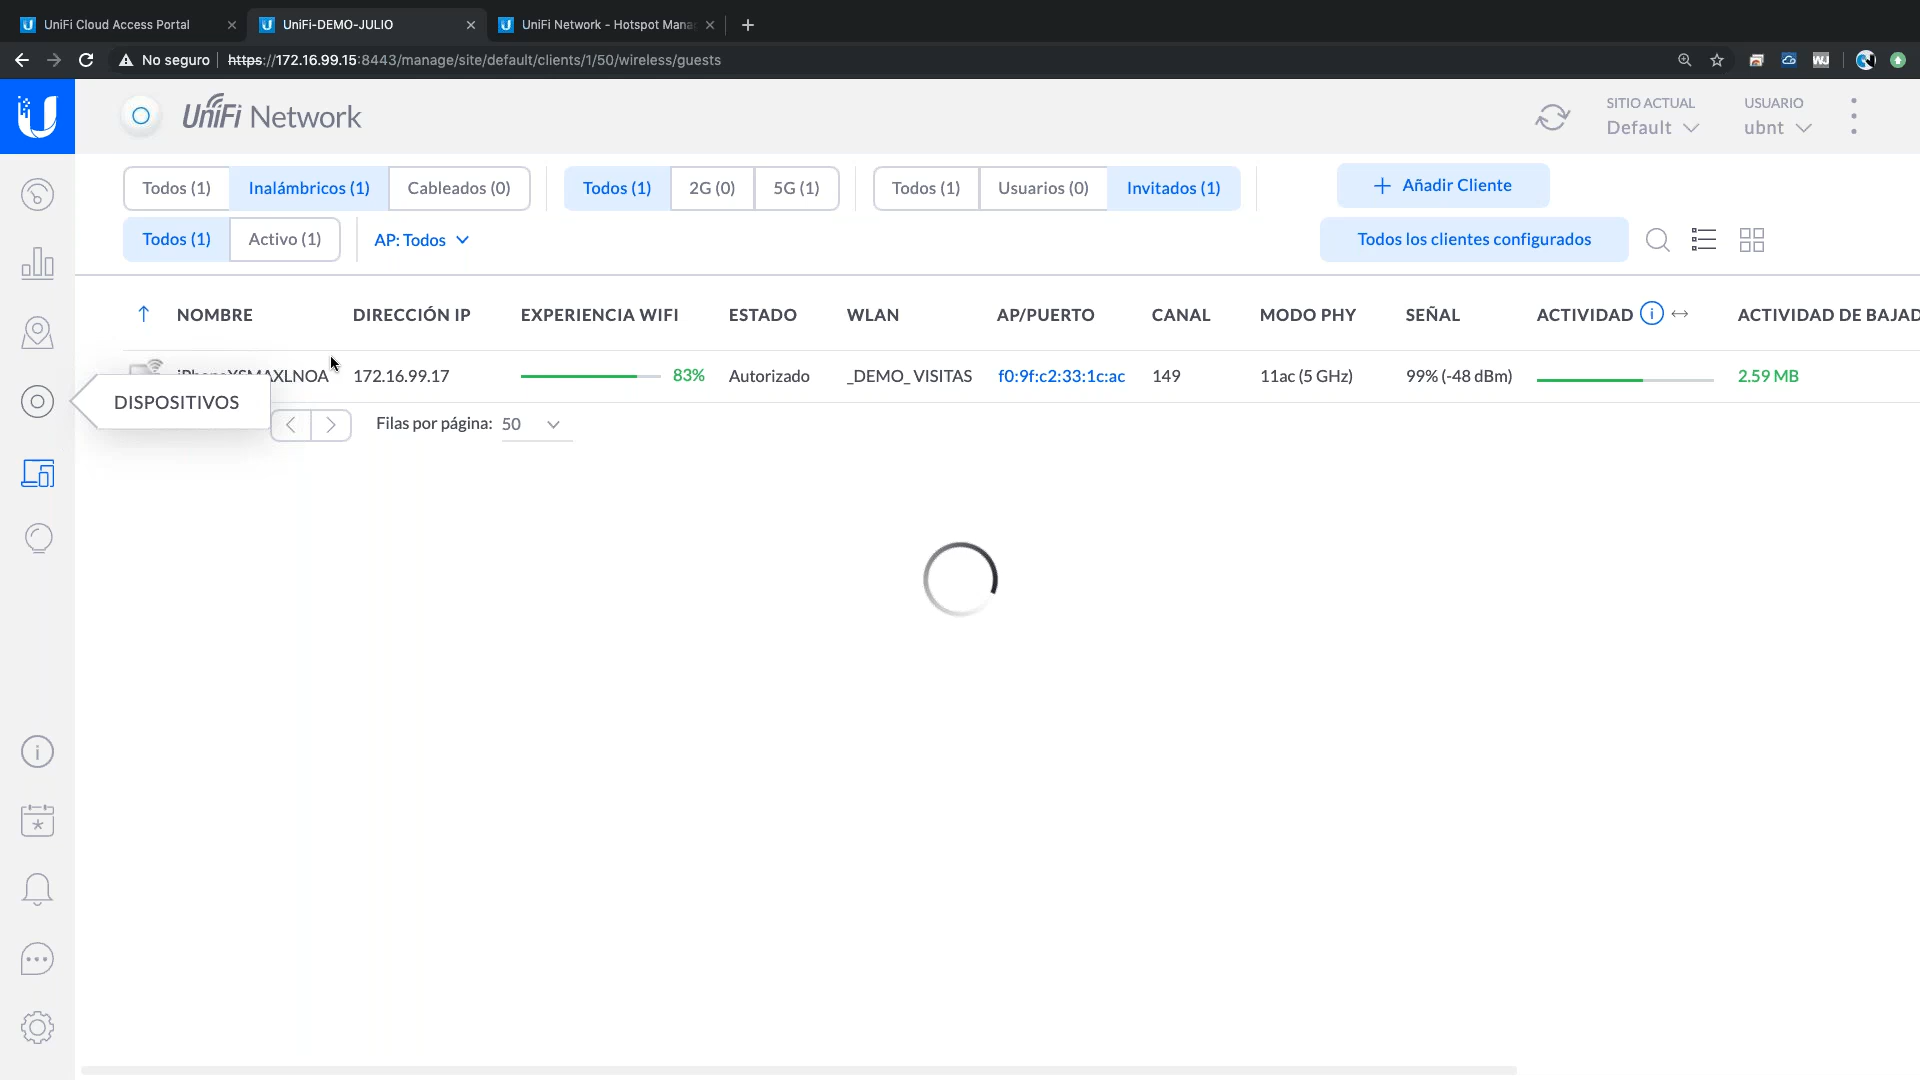 UniFi Cloud Access Portal
UniFi-DEMO-JULIO
UniFi Network - Hotspot Mana
No seguro
https://172.16.99.15:8443/manage/site/default/clients/1/50/wireless/guests
UniFi Network
SITIO ACTUAL
Default
USUARIO
ubnt
Todos (1)
Inalámbricos (1)
Cableados (0)
Todos (1)
2G (0)
5G (1)
Todos (1)
Usuarios (0)
Invitados (1)
Añadir Cliente
Todos (1)
Activo (1)
AP: Todos
Todos los clientes configurados
NOMBRE
DIRECCIÓN IP
EXPERIENCIA WIFI
ESTADO
WLAN
AP/PUERTO
CANAL
MODO PHY
SEÑAL
ACTIVIDAD
ACTIVIDAD DE BAJAD
iPhoneXSMAXLNOA
172.16.99.17
83%
Autorizado
_DEMO_VISITAS
f0:9f:c2:33:1c:ac
149
11ac (5 GHz)
99% (-48 dBm)
2.59 MB
DISPOSITIVOS
Filas por página:
50